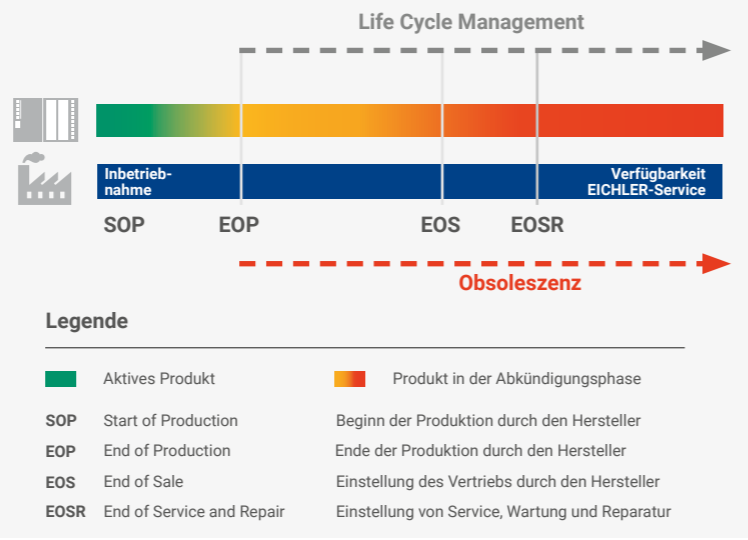 Life Cycle Management
Inbetrieb-
nahme
Verfügbarkeit
EICHLER-Service
SOP EOP EOS EOSR
Obsoleszenz
Legende
Aktives Produkt Produkt in der Abkündigungsphase
SOP Start of Production Beginn der Produktion durch den Hersteller
EOP End of Production Ende der Produktion durch den Hersteller
EOS End of Sale Einstellung des Vertriebs durch den Hersteller
EOSR End of Service and Repair Einstellung von Service, Wartung und Reparatur